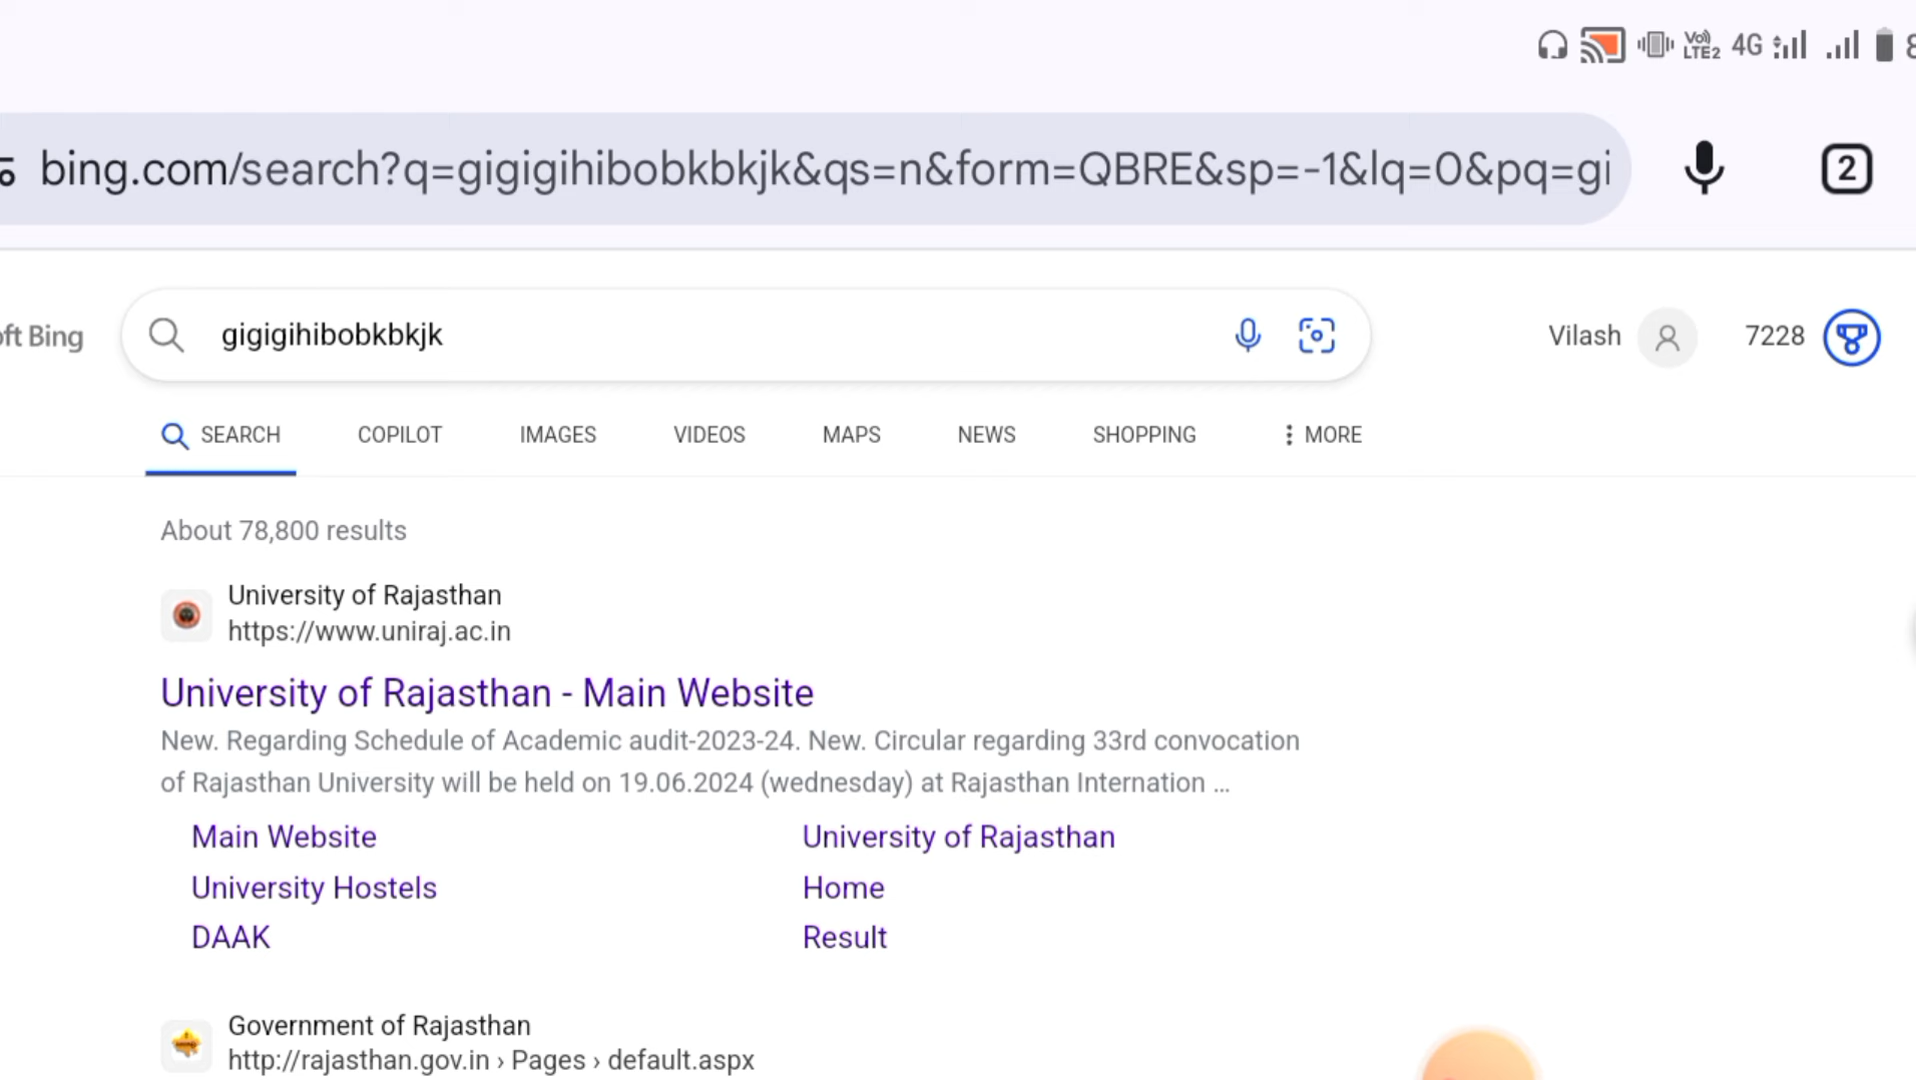 Vo) LTE2 4G 8
bing.com/search?q=gigigihibobkbkjk&qs=n&form=QBRE&sp=-1&lq=0&pq=gi
2
oft Bing
gigigihibobkbkjk
Vilash
7228
SEARCH
COPILOT
IMAGES
VIDEOS
MAPS
NEWS
SHOPPING
MORE
About 78,800 results
University of Rajasthan
https://www.uniraj.ac.in
University of Rajasthan - Main Website
New. Regarding Schedule of Academic audit-2023-24. New. Circular regarding 33rd convocation
of Rajasthan University will be held on 19.06.2024 (wednesday) at Rajasthan Internation ...
Main Website
University of Rajasthan
University Hostels
Home
DAAK
Result
Government of Rajasthan
http://rajasthan.gov.in › Pages › default.aspx